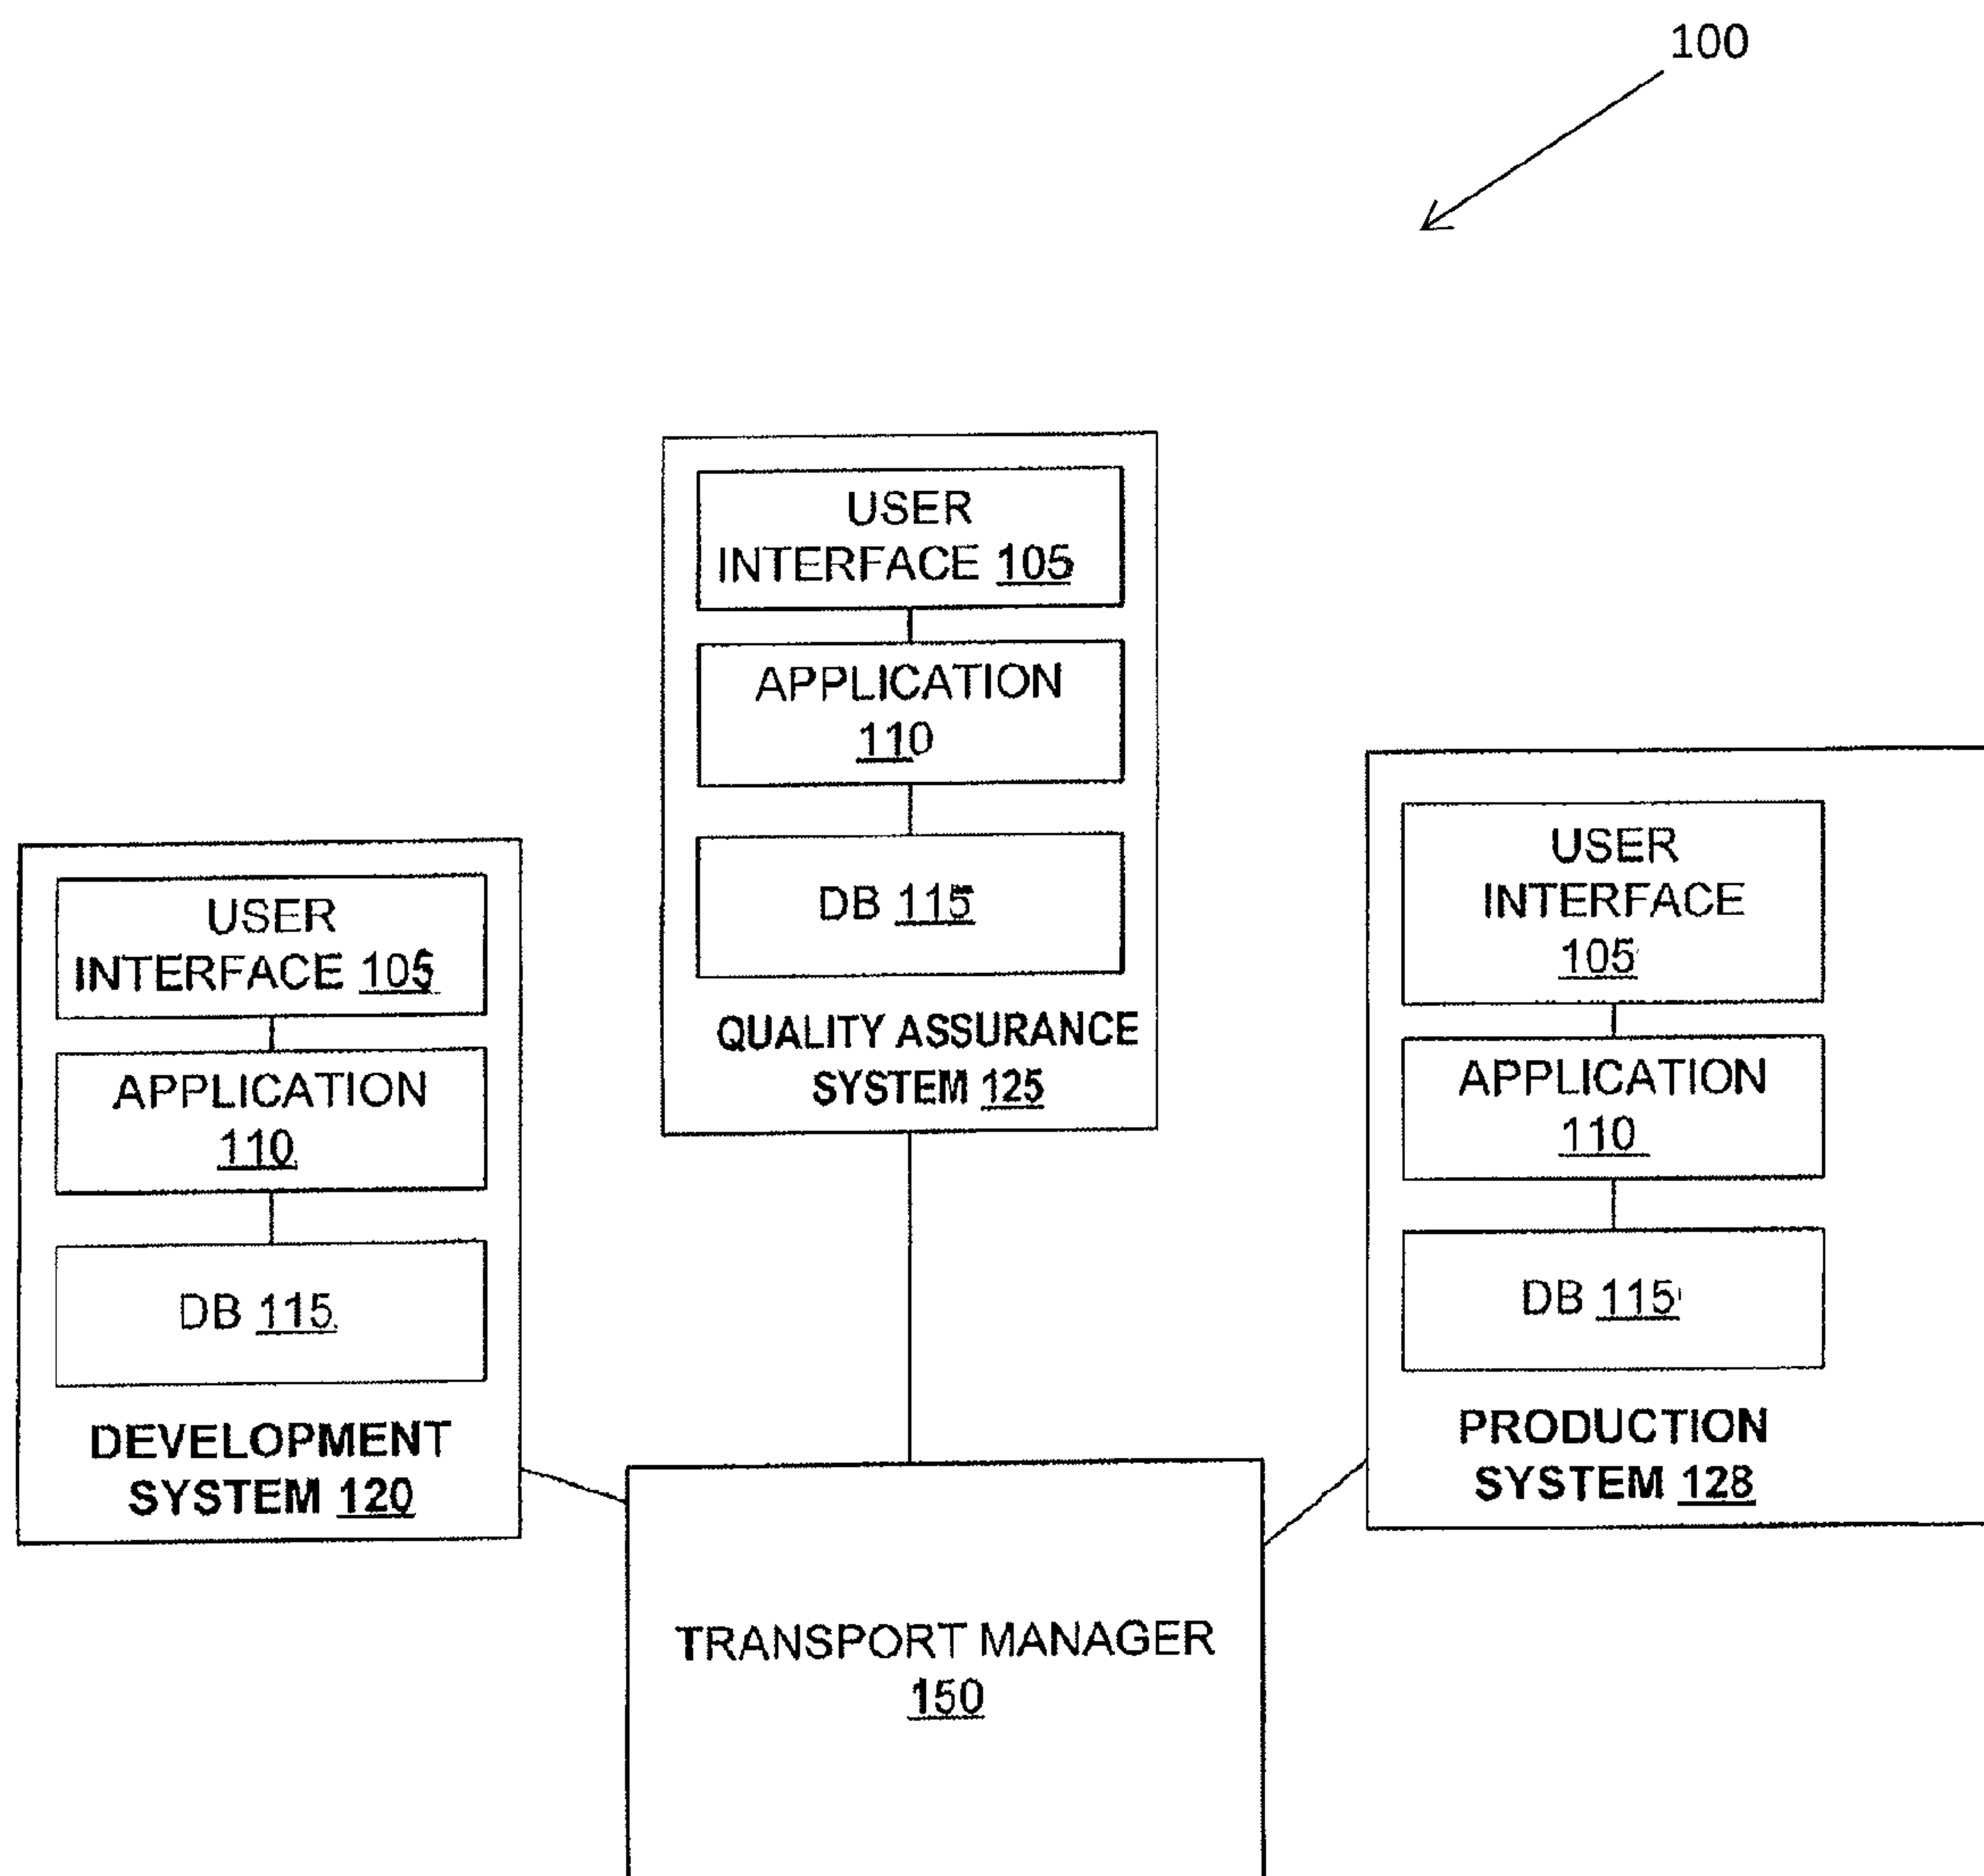 100
USER
INTERFACE 105
APPLICATION
110
DB 115
QUALITY ASSURANCE
SYSTEM 125
USER
INTERFACE 105
APPLICATION
110
DB 115
DEVELOPMENT
SYSTEM 120
USER
INTERFACE
105
APPLICATION
110
DB 115
PRODUCTION
SYSTEM 128
TRANSPORT MANAGER
150